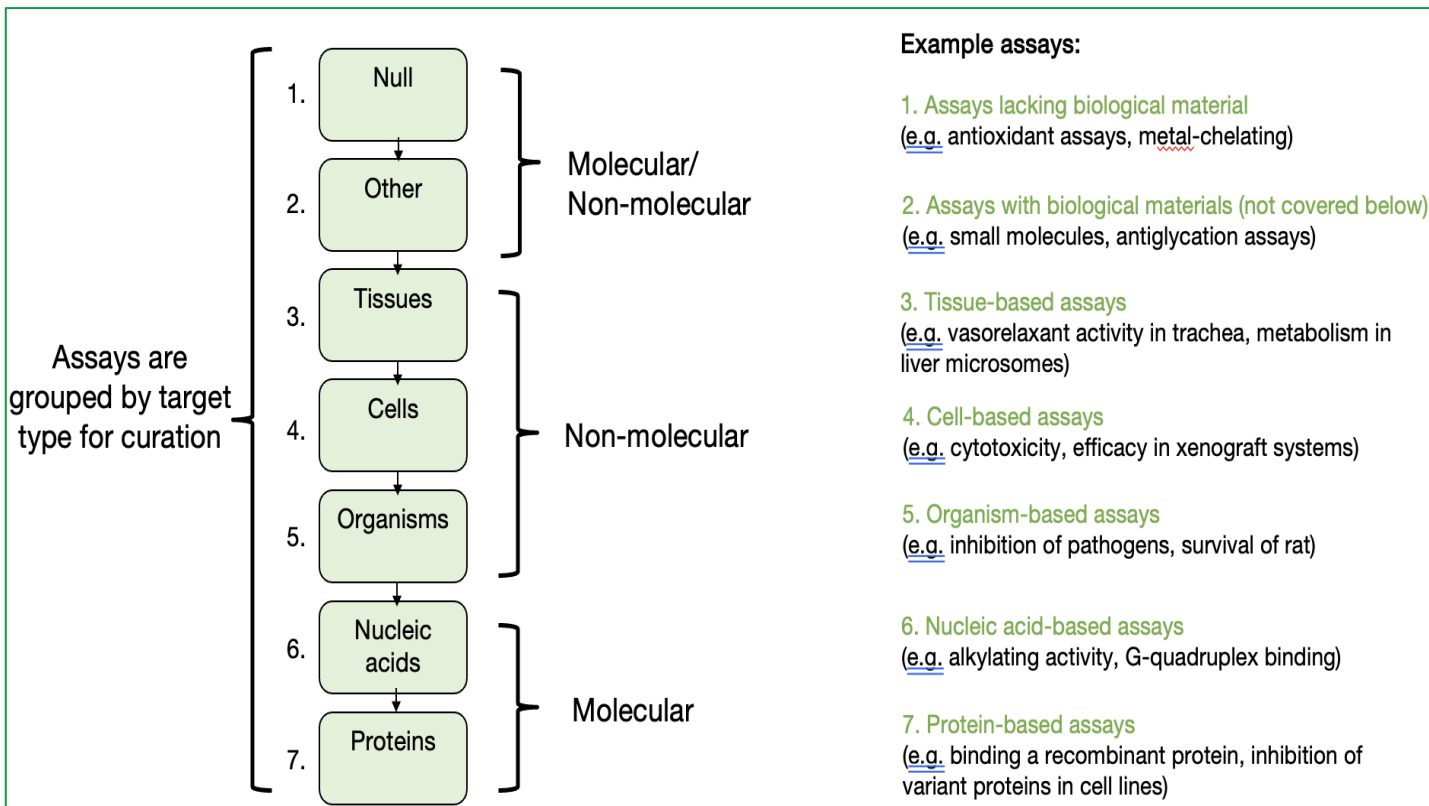 Assays are
grouped by target
type for curation
1.
Null
2.
Other
3.
Tissues
4.
Cells
5.
Organisms
6.
Nucleic
acids
7.
Proteins
Molecular/
Non-molecular
Non-molecular
Molecular
Example assays:
1. Assays lacking biological material
(e.g. antioxidant assays, metal-chelating)
2. Assays with biological materials (not covered below)
(e.g. small molecules, antiglycation assays)
3. Tissue-based assays
(e.g. vasorelaxant activity in trachea, metabolism in
liver microsomes)
4. Cell-based assays
(e.g. cytotoxicity, efficacy in xenograft systems)
5. Organism-based assays
(e.g. inhibition of pathogens, survival of rat)
6. Nucleic acid-based assays
(e.g. alkylating activity, G-quadruplex binding)
7. Protein-based assays
(e.g. binding a recombinant protein, inhibition of
variant proteins in cell lines)